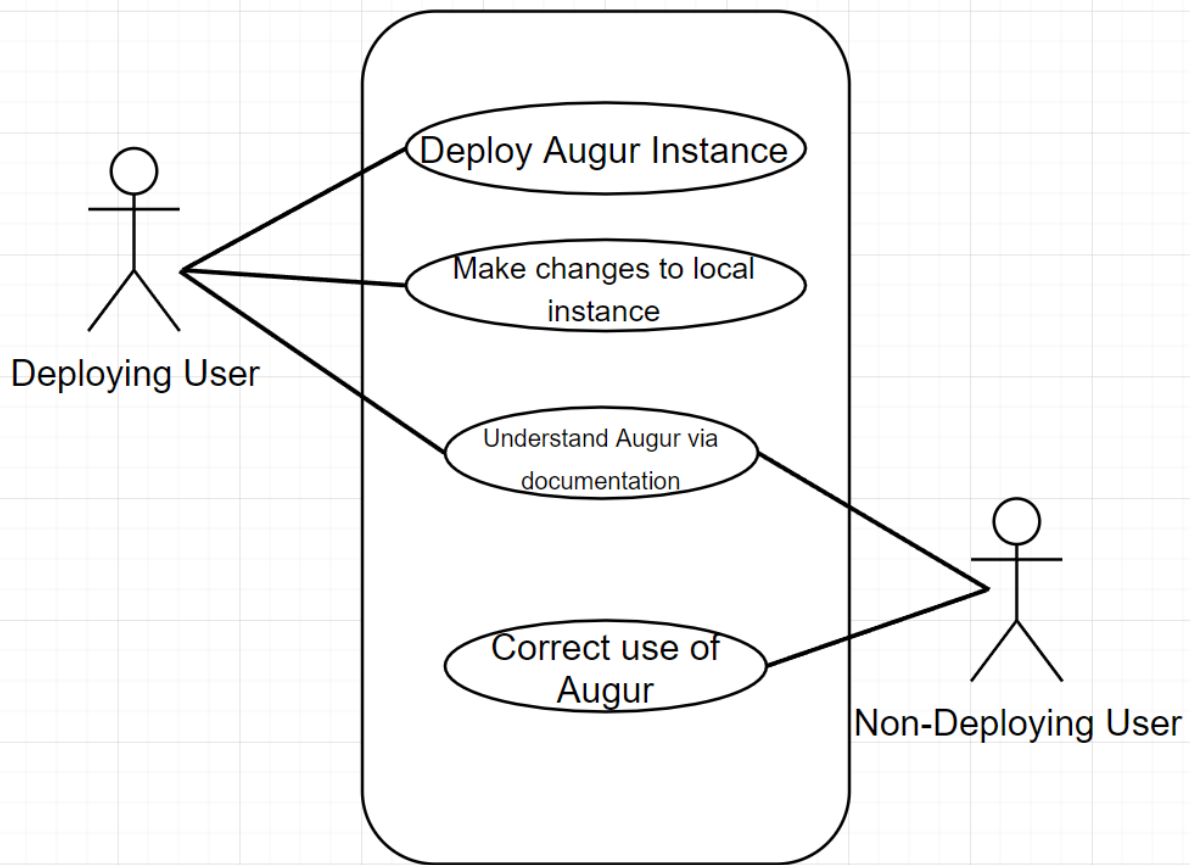 Deploy Augur Instance
Make changes to local
instance
Deploying User
Understand Augur via
documentation
Correct use of
Augur
Non-Deploying User